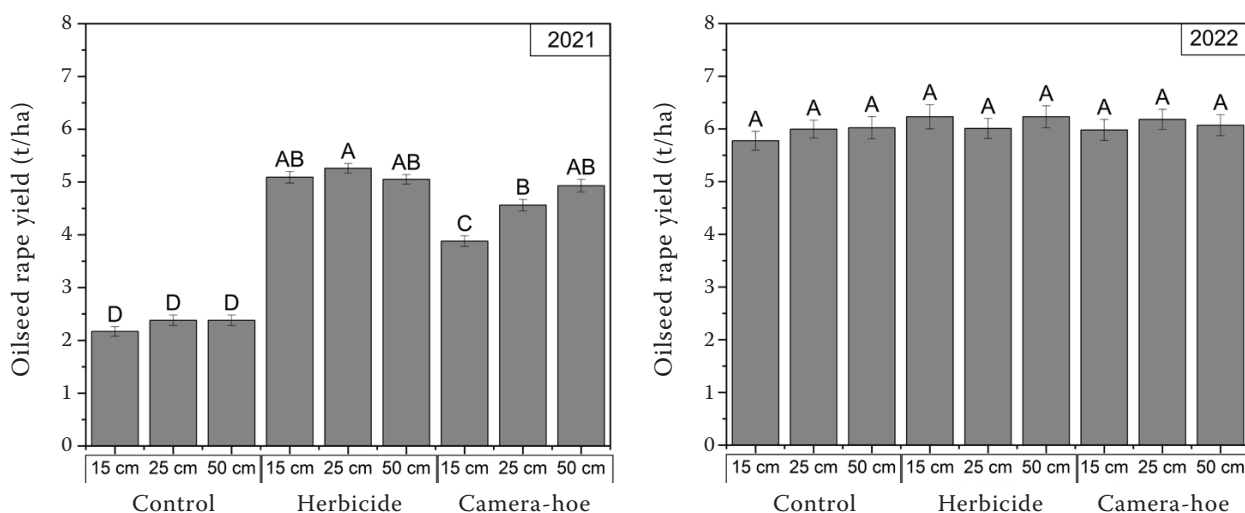 2021
Oilseed rape yield (t/ha)
8
7
6
5
4
3
2
1
0
D D D AB A AB C B AB
15 cm 25 cm 50 cm 15 cm 25 cm 50 cm 15 cm 25 cm 50 cm
Control Herbicide Camera-hoe
2022
Oilseed rape yield (t/ha)
8
7
6
5
4
3
2
1
0
A A A A A A A A A
15 cm 25 cm 50 cm 15 cm 25 cm 50 cm 15 cm 25 cm 50 cm
Control Herbicide Camera-hoe